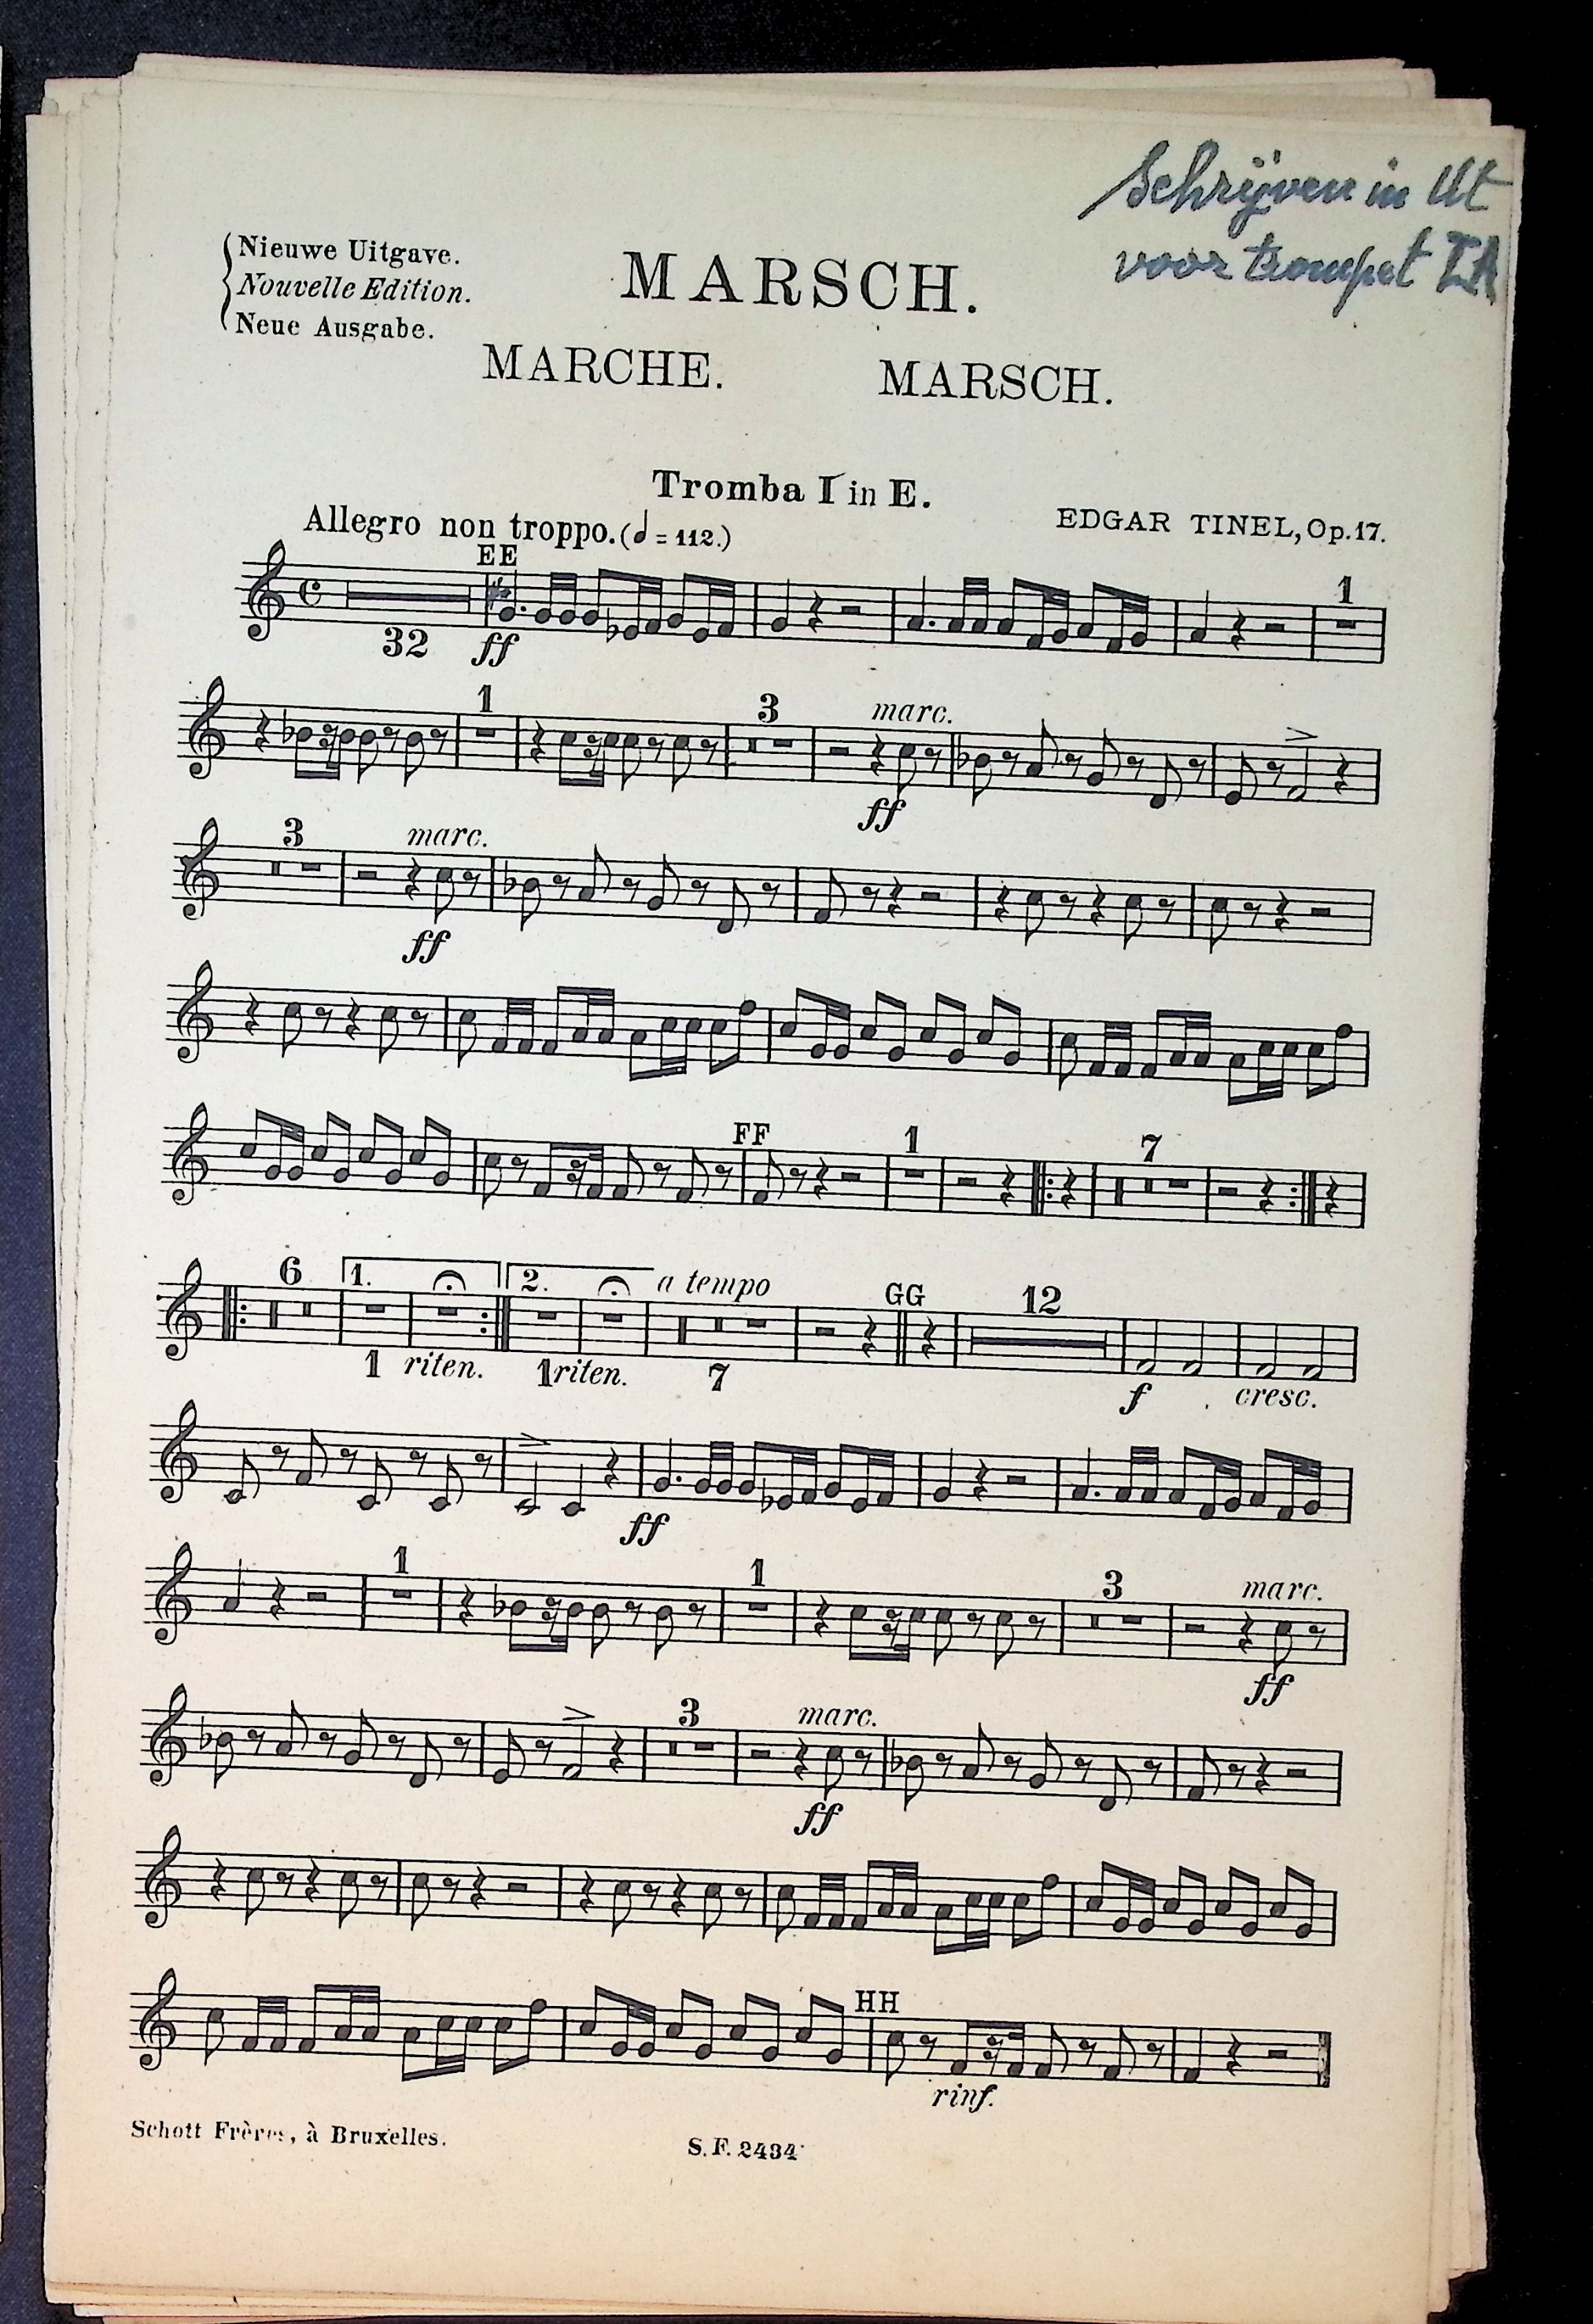 Schrijven in Ut
voor trompet IA
Nieuwe Uitgave.
Nouvelle Edition.
Neue Ausgabe.
MARSCH.
MARCHE. MARSCH.
Tromba I in E.
Allegro non troppo. (𝅗𝅥 = 112.)
EDGAR TINEL, Op. 17.
EE
1
32
ff
1
3
marc.
ff
3
marc.
ff
FF
1
7
6
1.
2.
a tempo
GG
12
1 riten.
1 riten.
7
f
cresc.
ff
1
1
3
marc.
ff
3
marc.
ff
HH
rinf.
Schott Frères, à Bruxelles.
S. F. 2434